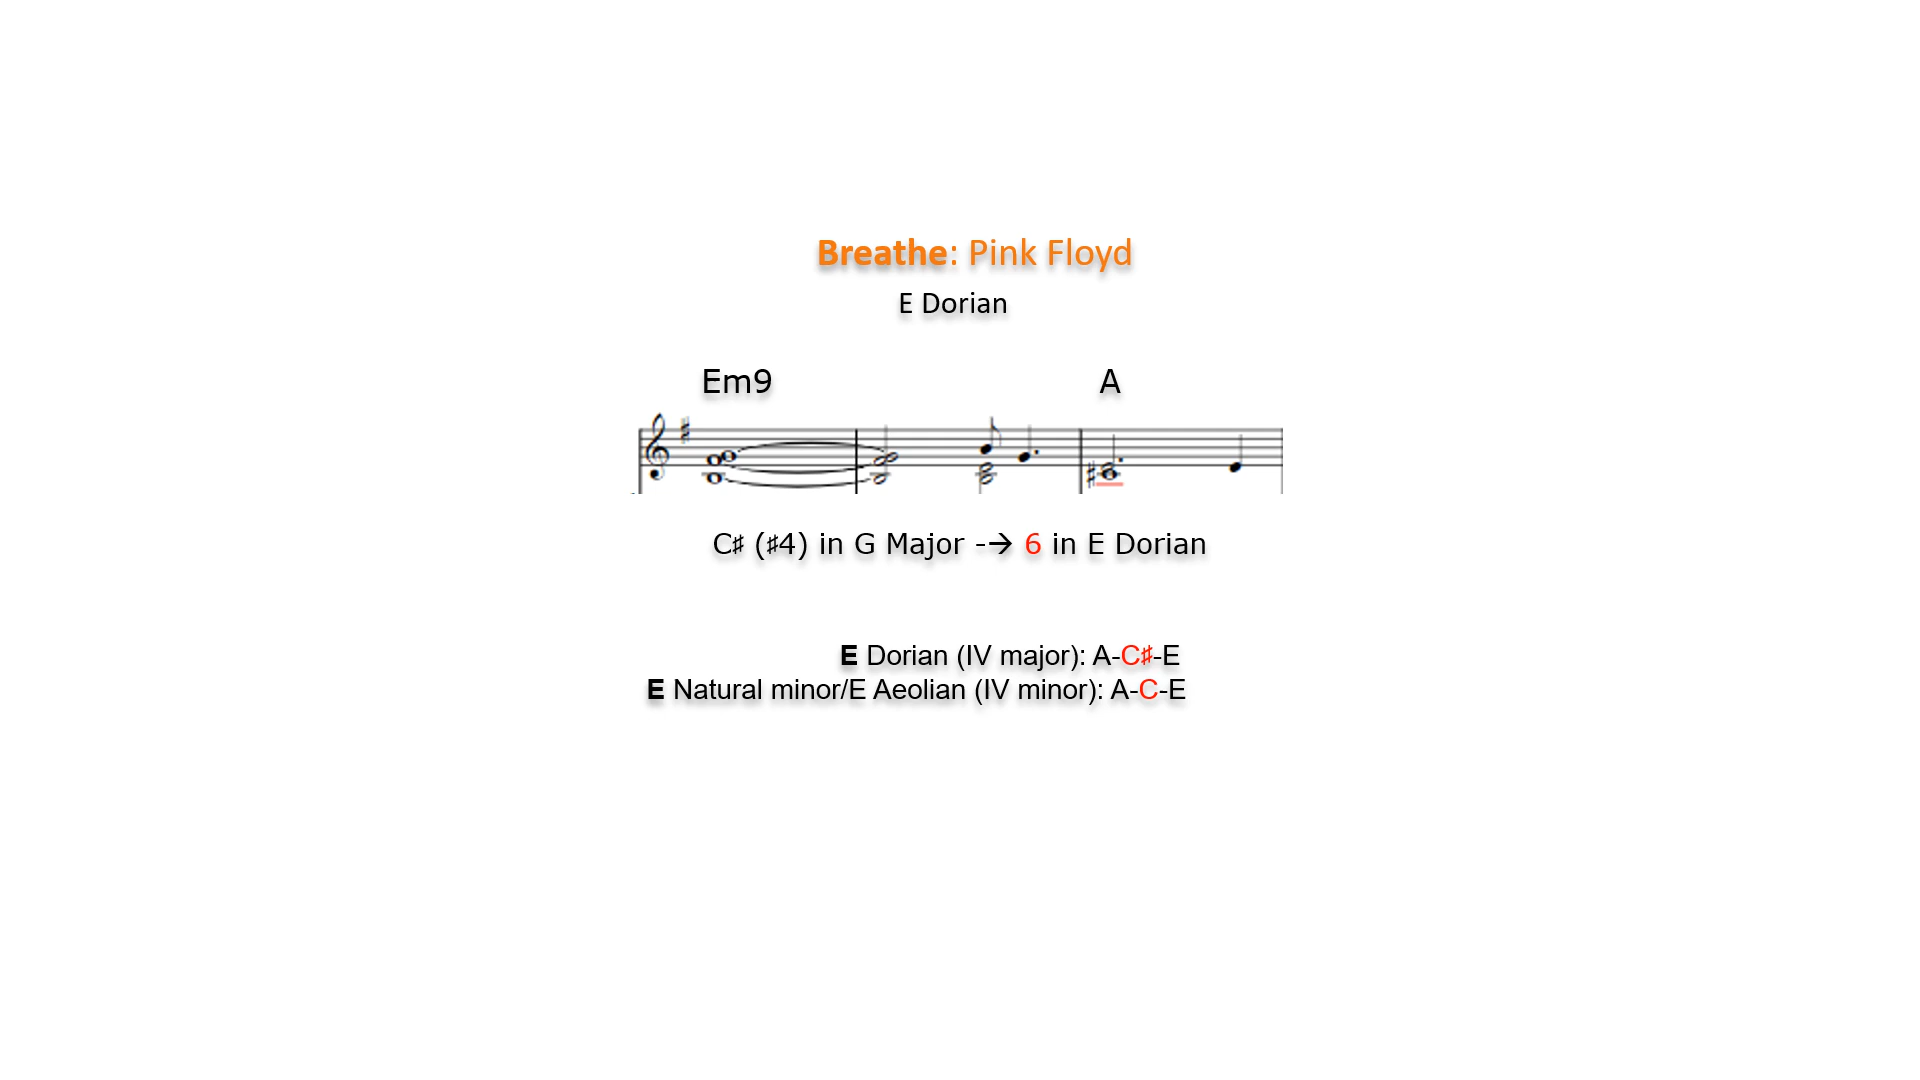 Breathe: Pink Floyd
E Dorian
Em9 A
C♯ (♯4) in G Major -→ 6 in E Dorian
E Dorian (IV major): A-C♯-E
E Natural minor/E Aeolian (IV minor): A-C-E